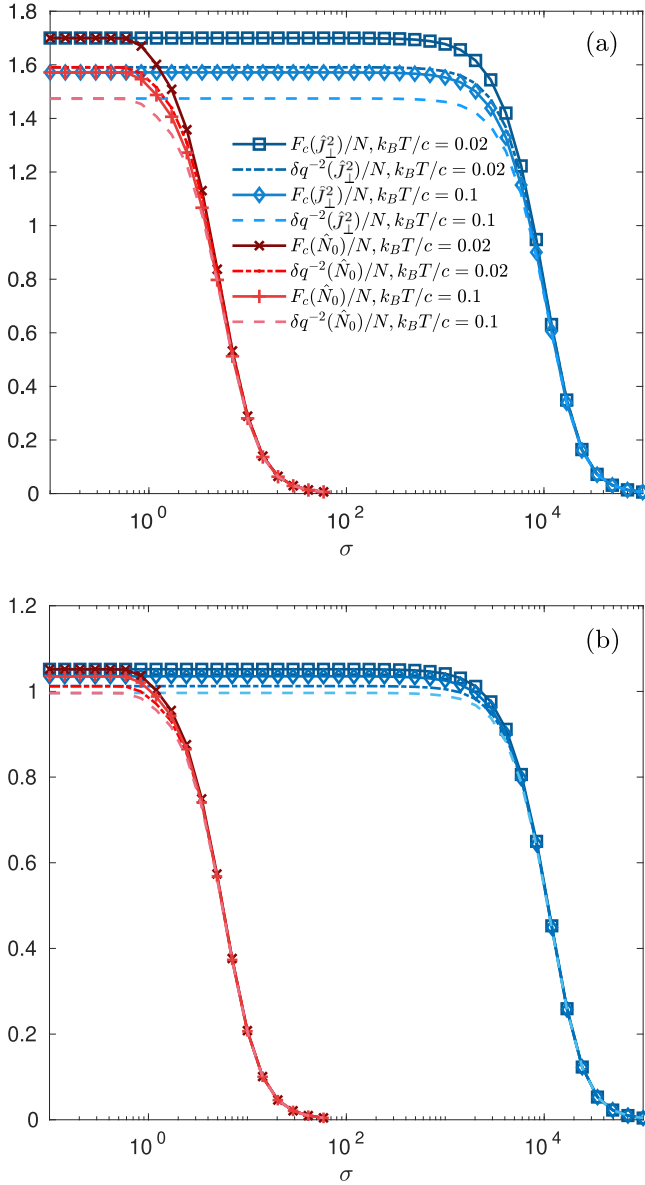 1.8
(a)
1.6
1.4
1.2
1
0.8
0.6
0.4
0.2
0
F_c(ĵ_⊥^2)/N, k_BT/c = 0.02
δq^{-2}(ĵ_⊥^2)/N, k_BT/c = 0.02
F_c(ĵ_⊥^2)/N, k_BT/c = 0.1
δq^{-2}(ĵ_⊥^2)/N, k_BT/c = 0.1
F_c(N̂_0)/N, k_BT/c = 0.02
δq^{-2}(N̂_0)/N, k_BT/c = 0.02
F_c(N̂_0)/N, k_BT/c = 0.1
δq^{-2}(N̂_0)/N, k_BT/c = 0.1
10^0 10^2 10^4
σ
1.2
(b)
1
0.8
0.6
0.4
0.2
0
10^0 10^2 10^4
σ